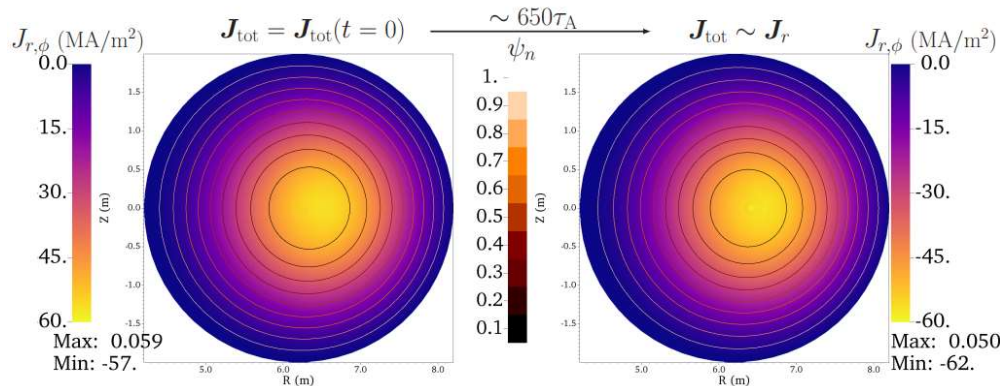 J_tot = J_tot(t = 0)
∼ 650τ_A
J_tot ∼ J_r
J_{r,ϕ} (MA/m²)
0.0
15.
30.
45.
60.
Max: 0.059
Min: -57.
Z (m)
1.5
1.0
0.5
0.0
-0.5
-1.0
-1.5
5.0 6.0 7.0 8.0
R (m)
ψ_n
1.
0.9
0.8
0.7
0.6
0.5
0.4
0.3
0.2
0.1
Z (m)
1.5
1.0
0.5
0.0
-0.5
-1.0
-1.5
5.0 6.0 7.0 8.0
R (m)
J_{r,ϕ} (MA/m²)
0.0
-15.
-30.
-45.
-60.
Max: 0.050
Min: -62.